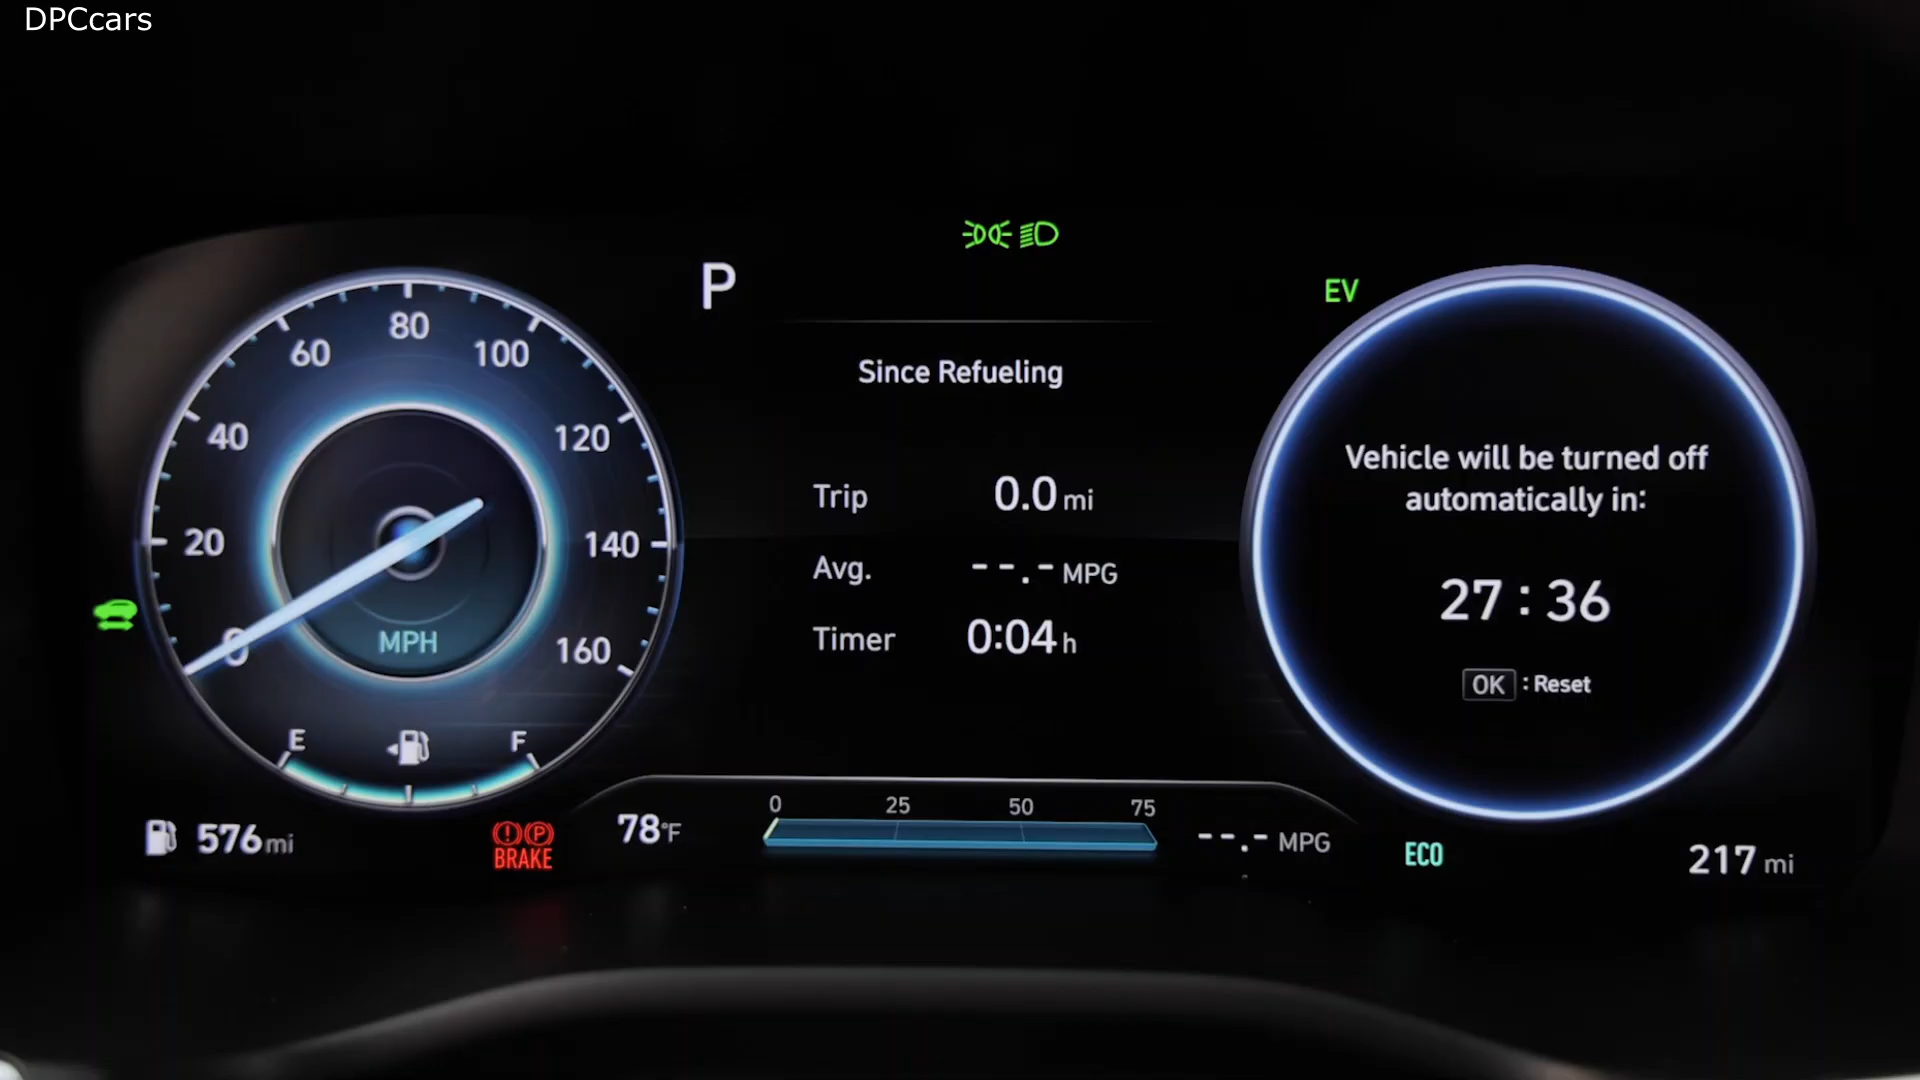 DPCcars
P
EV
Since Refueling
Trip 0.0 mi
Avg. --.- MPG
Timer 0:04 h
0
20
40
60
80
100
120
140
160
MPH
E F
576 mi
BRAKE
78°F
0 25 50 75
--.- MPG
Vehicle will be turned off
automatically in:
27 : 36
OK : Reset
ECO
217 mi